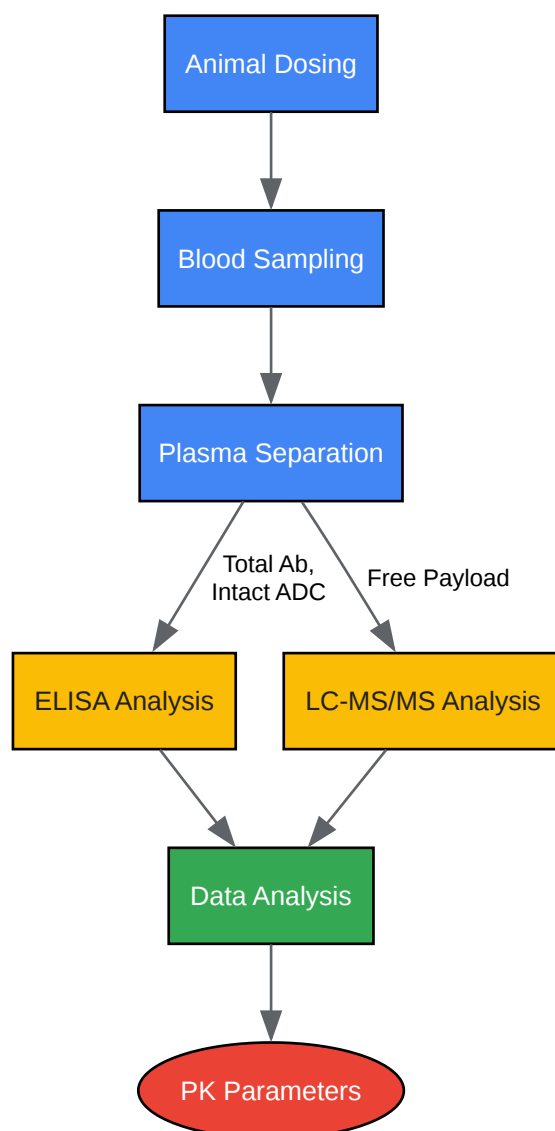 Animal Dosing
Blood Sampling
Plasma Separation
Total Ab,
Intact ADC
Free Payload
ELISA Analysis
LC-MS/MS Analysis
Data Analysis
PK Parameters